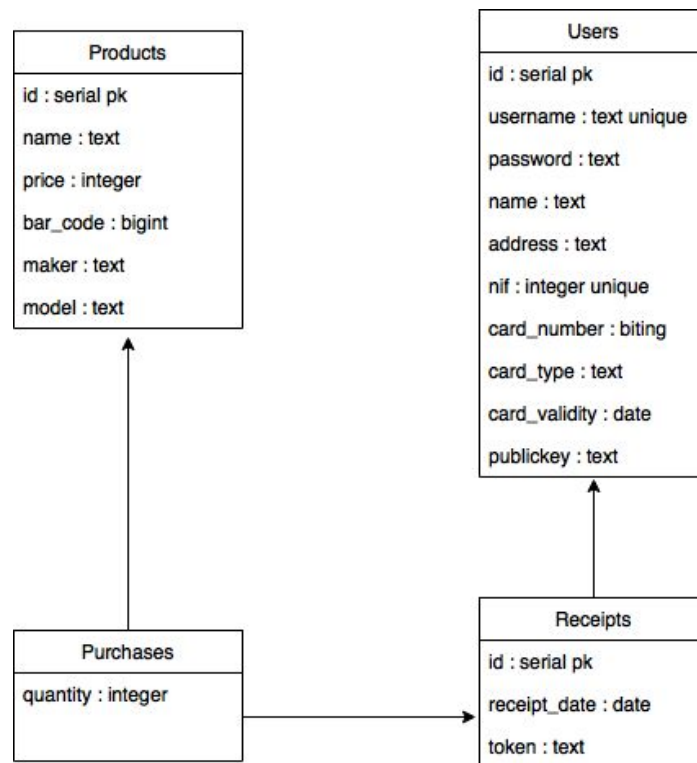 Products
id : serial pk
name : text
price : integer
bar_code : bigint
maker : text
model : text
Users
id : serial pk
username : text unique
password : text
name : text
address : text
nif : integer unique
card_number : biting
card_type : text
card_validity : date
publickey : text
Purchases
quantity : integer
Receipts
id : serial pk
receipt_date : date
token : text